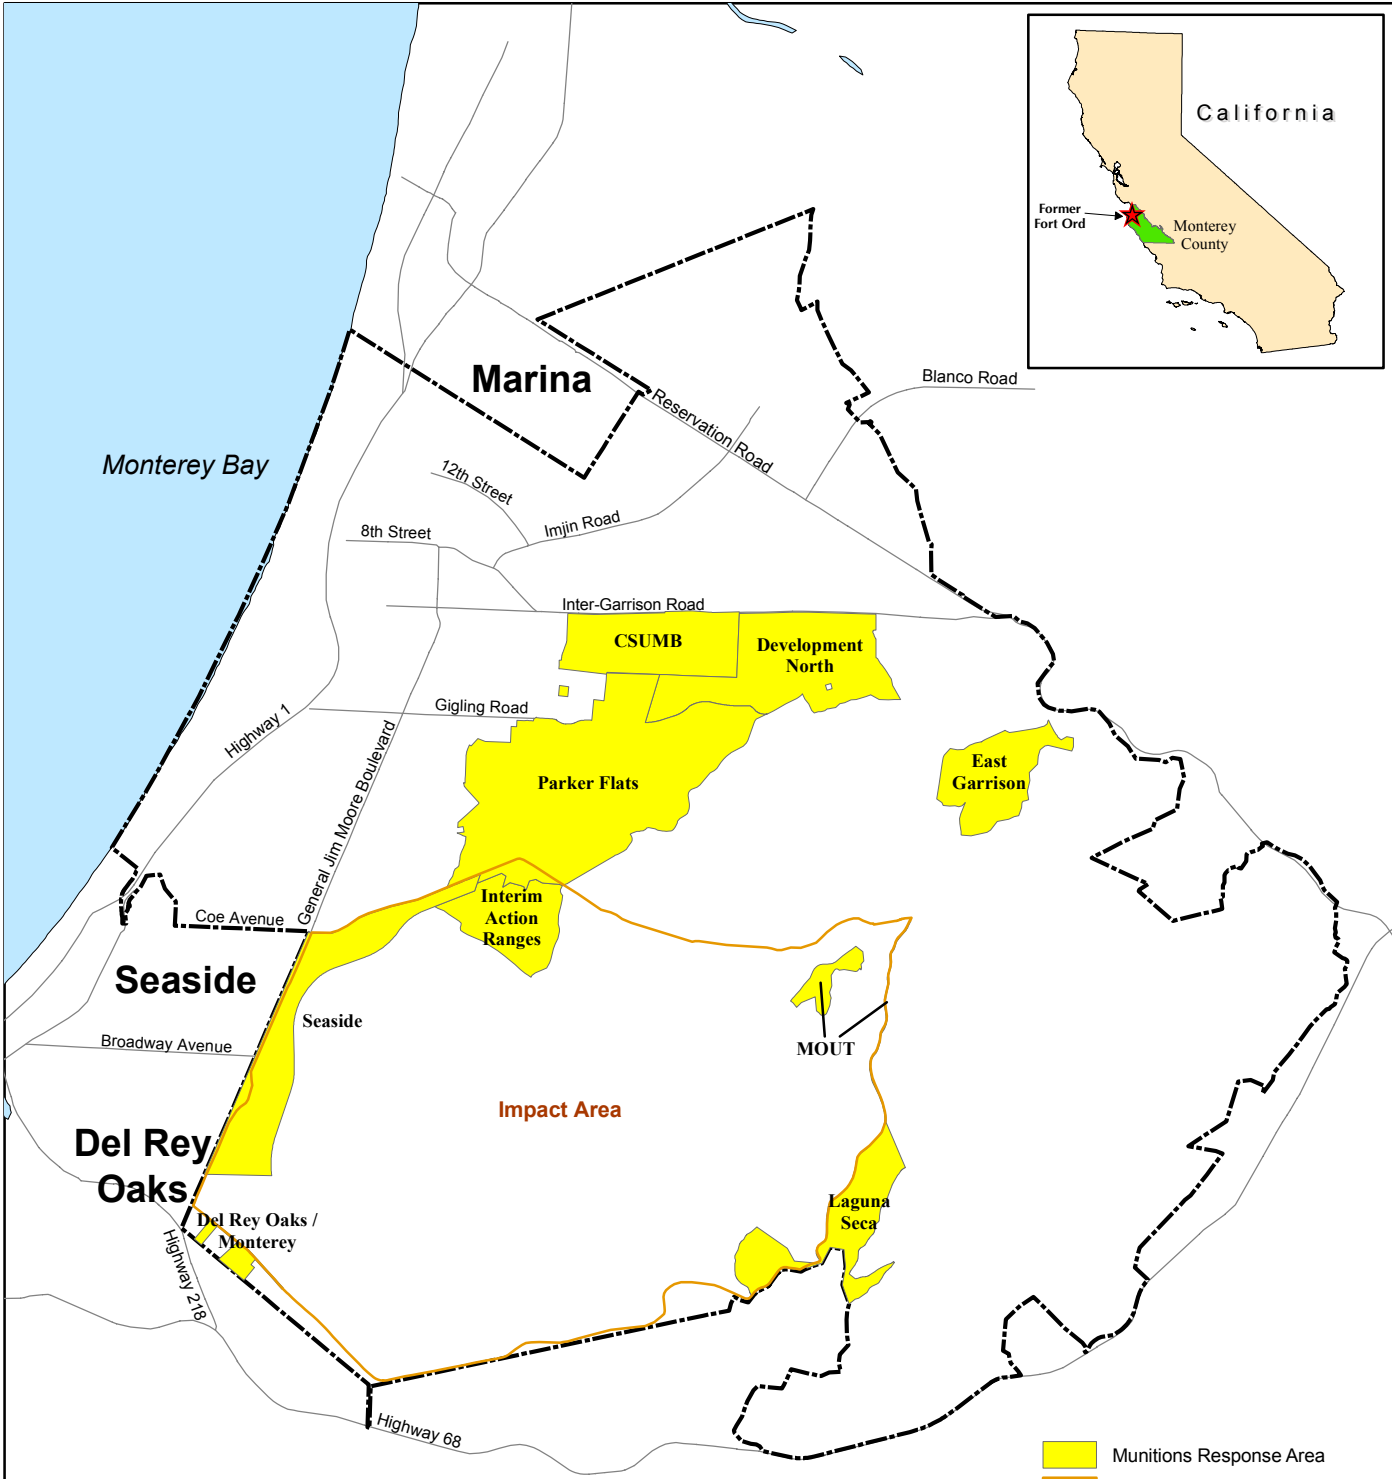 California
Former
Fort Ord
Monterey
County
Marina
Blanco Road
Reservation Road
Monterey Bay
12th Street
Imjin Road
8th Street
Inter-Garrison Road
CSUMB
Development
North
Gigling Road
Highway 1
General Jim Moore Boulevard
Parker Flats
East
Garrison
Interim
Action
Ranges
Coe Avenue
Seaside
Seaside
Broadway Avenue
MOUT
Impact Area
Del Rey
Oaks
Laguna
Seca
Del Rey Oaks /
Monterey
Highway 218
Highway 68
Munitions Response Area